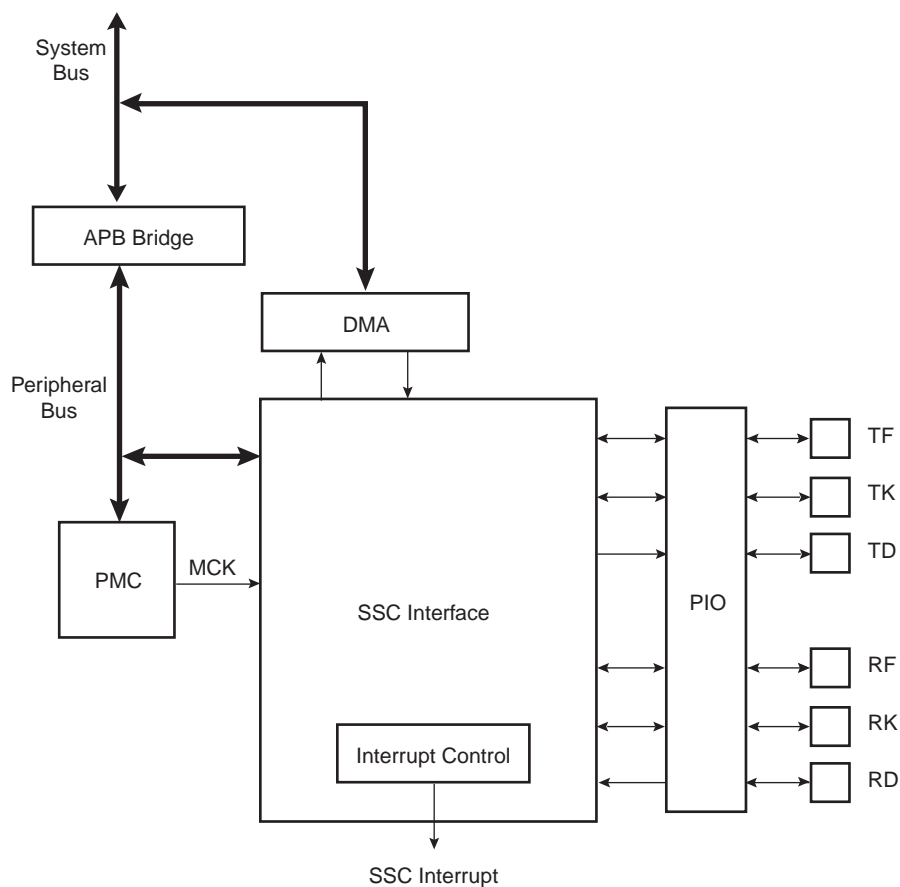 System
Bus
APB Bridge
DMA
Peripheral
Bus
PMC
MCK
SSC Interface
Interrupt Control
SSC Interrupt
PIO
TF
TK
TD
RF
RK
RD